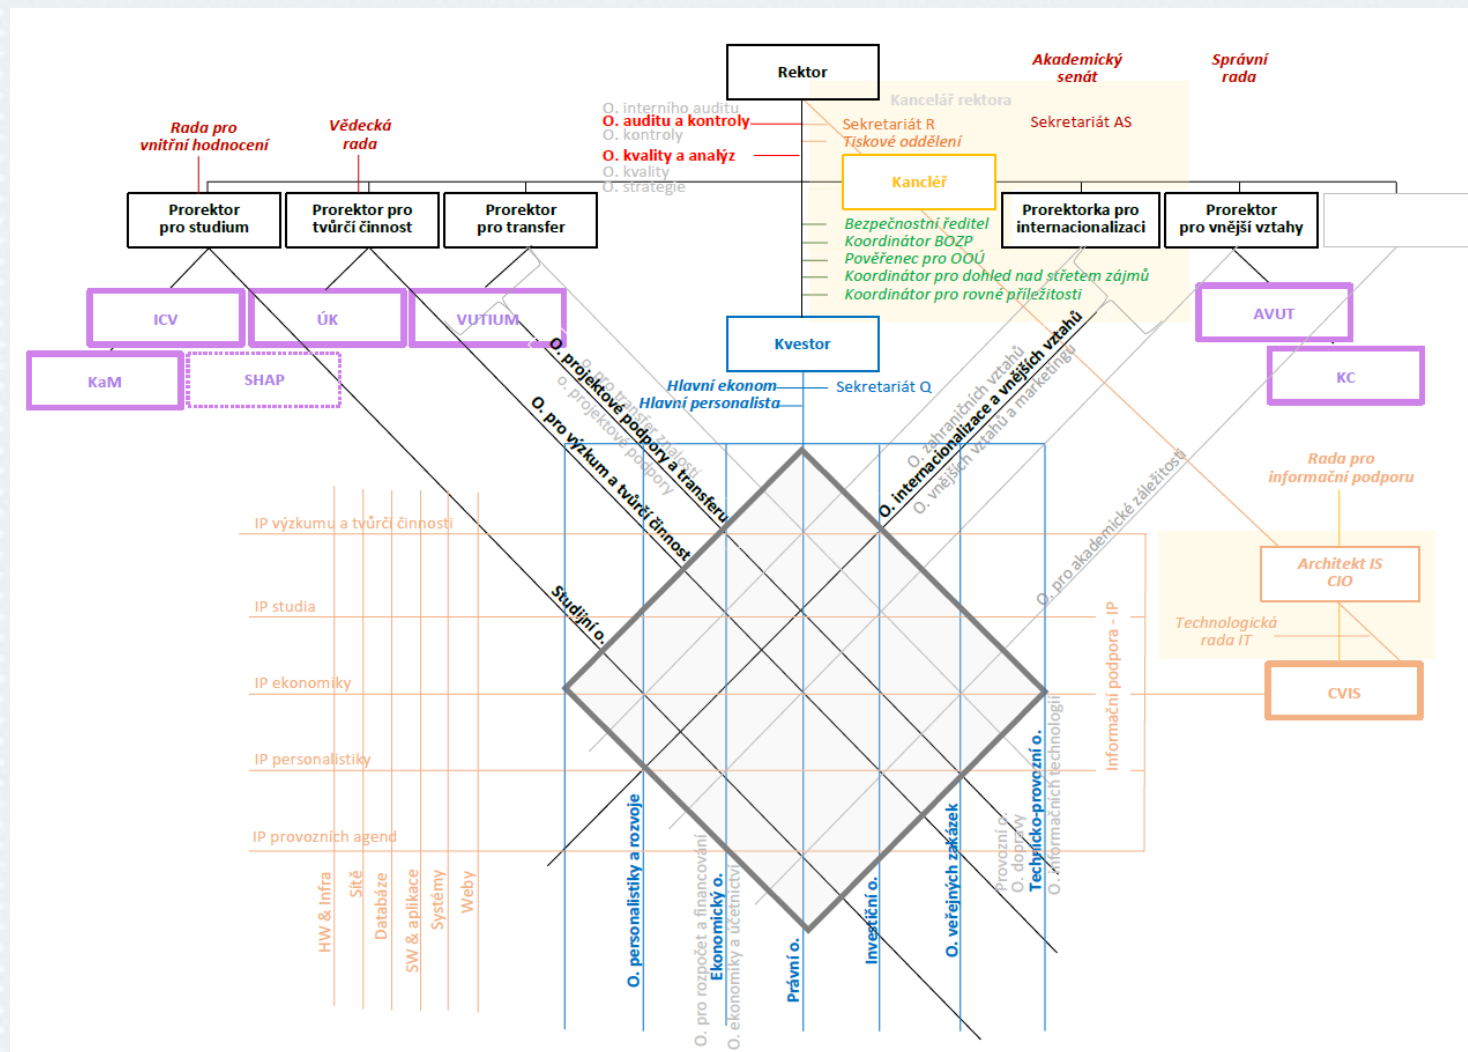 Rektor
Akademický
senát
Správní
rada
Kancelář rektora
O. interního auditu
O. auditu a kontroly
O. kontroly
Sekretariát R
Tiskové oddělení
Sekretariát AS
Rada pro
vnitřní hodnocení
Vědecká
rada
O. kvality a analýz
O. kvality
O. strategie
Kancléř
Prorektor
pro studium
Prorektor pro
tvůrčí činnost
Prorektor
pro transfer
Prorektorka pro
internacionalizaci
Prorektor
pro vnější vztahy
Bezpečnostní ředitel
Koordinátor BOZP
Pověřenec pro OOÚ
Koordinátor pro dohled nad střetem zájmů
Koordinátor pro rovné příležitosti
ICV
ÚK
VUTIUM
AVUT
KaM
SHAP
KC
Kvestor
Hlavní ekonom
Sekretariát Q
Hlavní personalista
O. projektové podpory a transferu
O. pro transfer znalostí
O. projektové podpory
O. pro výzkum a tvůrčí činnost
Studijní o.
O. zahraničních vztahů
O. internacionalizace a vnějších vztahů
O. vnějších vztahů a marketingu
O. pro akademické záležitosti
Rada pro
informační podporu
Architekt IS
CIO
Technologická
rada IT
CVIS
IP výzkumu a tvůrčí činnosti
IP studia
IP ekonomiky
IP personalistiky
IP provozních agend
Informační podpora - IP
HW & Infra
Sítě
Databáze
SW & aplikace
Systémy
Weby
O. personalistiky a rozvoje
O. pro rozpočet a financování
Ekonomický o.
O. ekonomiky a účetnictví
Právní o.
Investiční o.
O. veřejných zakázek
Provozní o.
O. dopravy
Technicko-provozní o.
O. informačních technologií